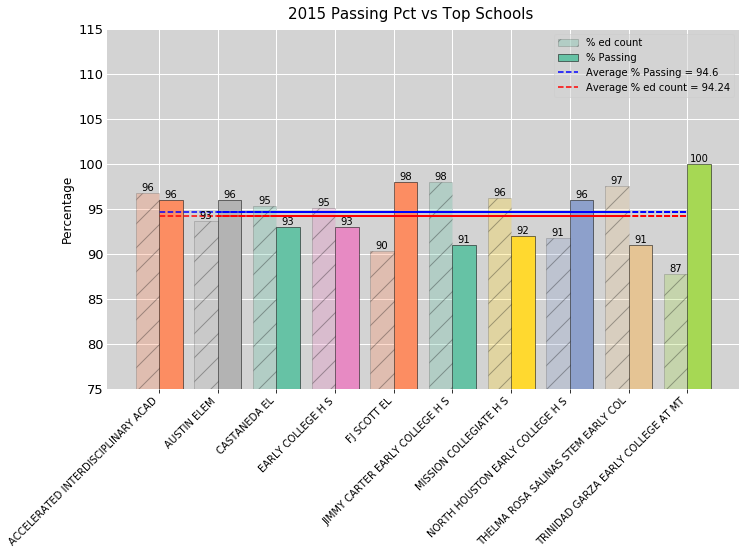 2015 Passing Pct vs Top Schools
% ed count
% Passing
Average % Passing = 94.6
Average % ed count = 94.24
Percentage
115
110
105
100
95
90
85
80
75
96 96 93 96 95 93 95 93 90 98 98 91 96 92 91 96 97 91 87 100
ACCELERATED INTERDISCIPLINARY ACAD
AUSTIN ELEM
CASTANEDA EL
EARLY COLLEGE H S
FJ SCOTT EL
JIMMY CARTER EARLY COLLEGE H S
MISSION COLLEGIATE H S
NORTH HOUSTON EARLY COLLEGE H S
THELMA ROSA SALINAS STEM EARLY COL
TRINIDAD GARZA EARLY COLLEGE AT MT